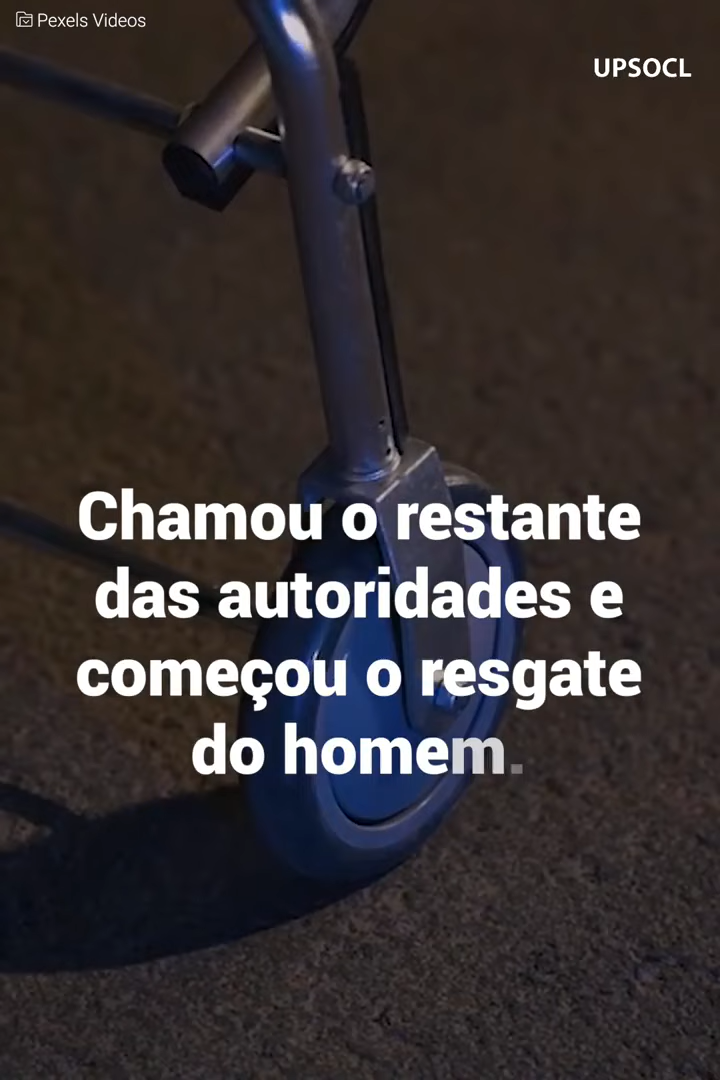 Pexels Videos
UPSOCL
Chamou o restante
das autoridades e
começou o resgate
do homem.